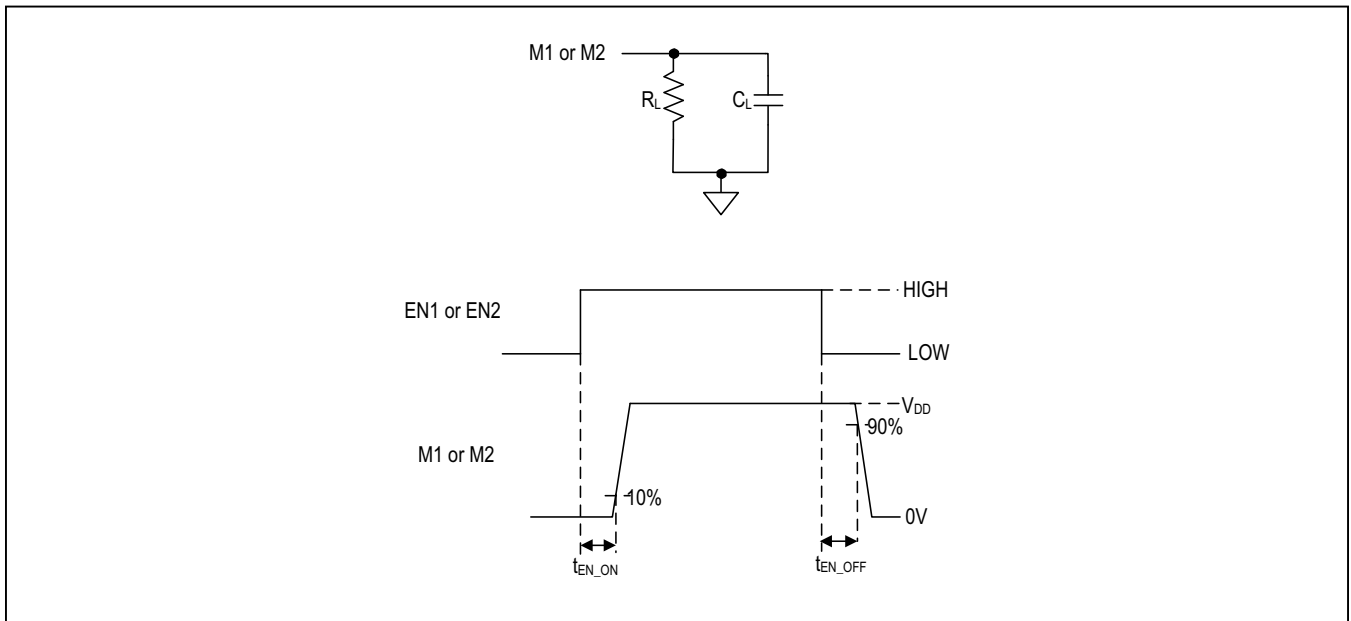 M1 or M2
RL
CL
EN1 or EN2
HIGH
LOW
VDD
90%
M1 or M2
10%
0V
tEN_ON
tEN_OFF